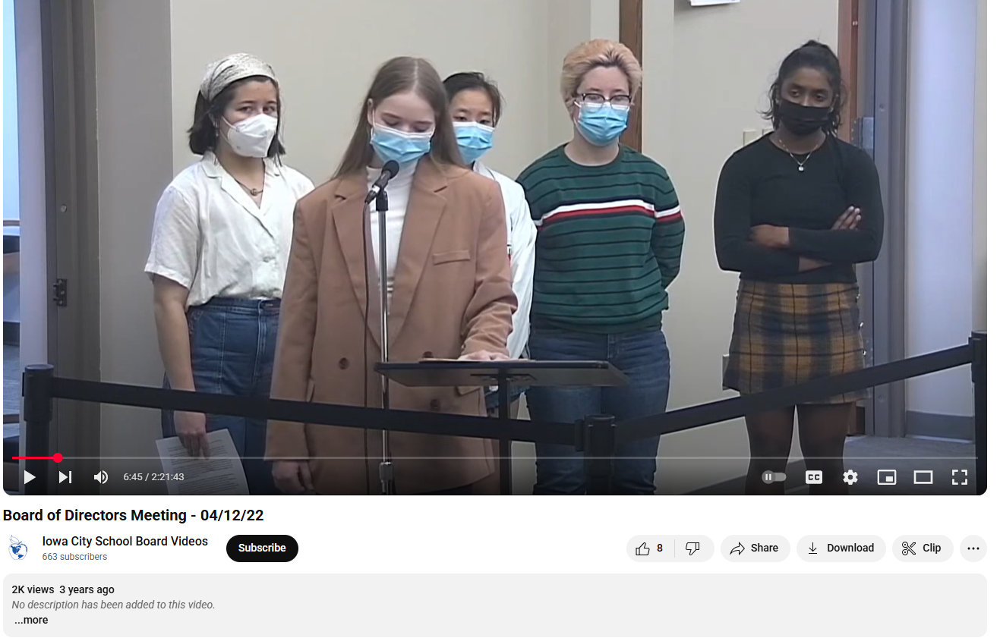 6:45 / 2:21:43
CC
Board of Directors Meeting - 04/12/22
Iowa City School Board Videos
663 subscribers
Subscribe
8
Share
Download
Clip
2K views 3 years ago
No description has been added to this video.
...more